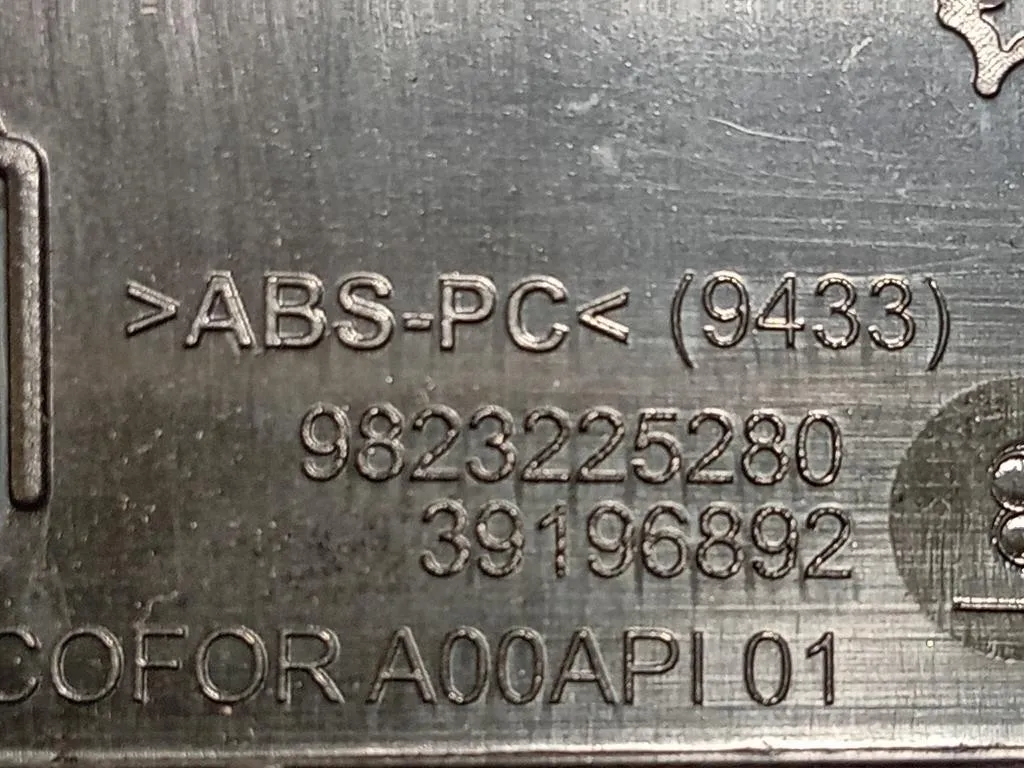 >ABS-PC< (9433)
9823225280
39196892
COFOR A00API 01